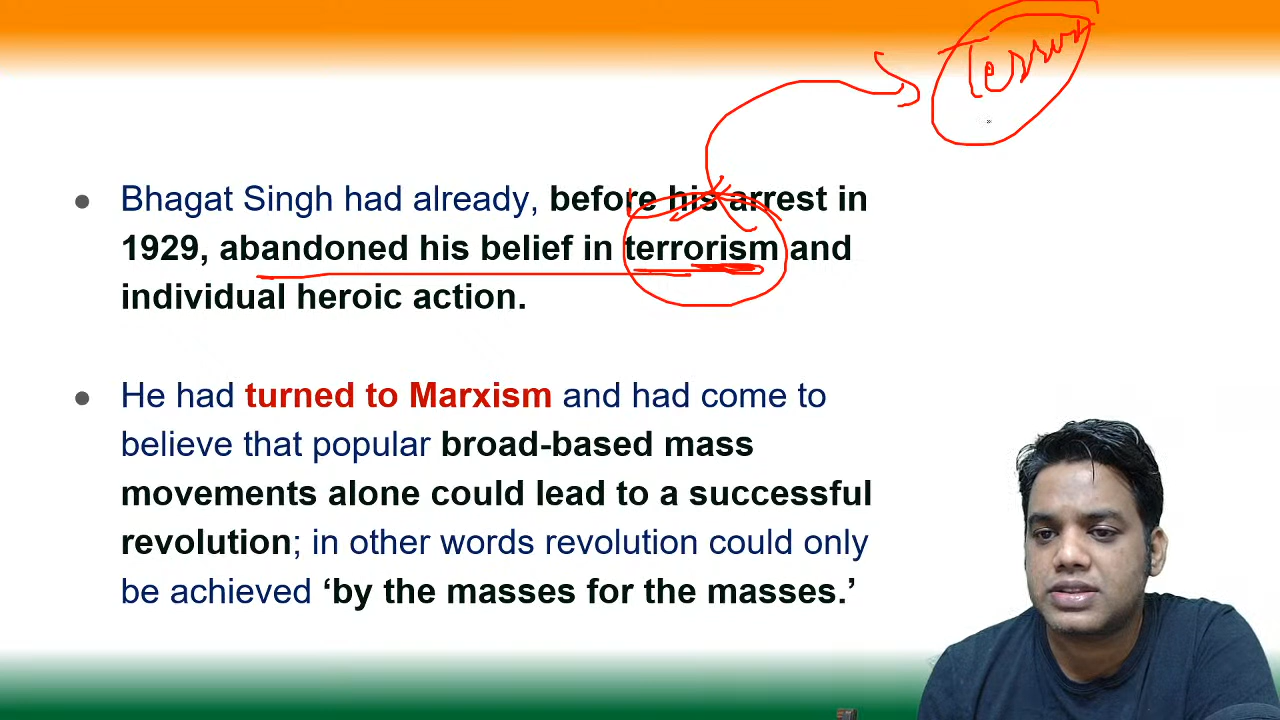 Terror
• Bhagat Singh had already, before his arrest in
1929, abandoned his belief in terrorism and
individual heroic action.
• He had turned to Marxism and had come to
believe that popular broad-based mass
movements alone could lead to a successful
revolution; in other words revolution could only
be achieved ‘by the masses for the masses.’